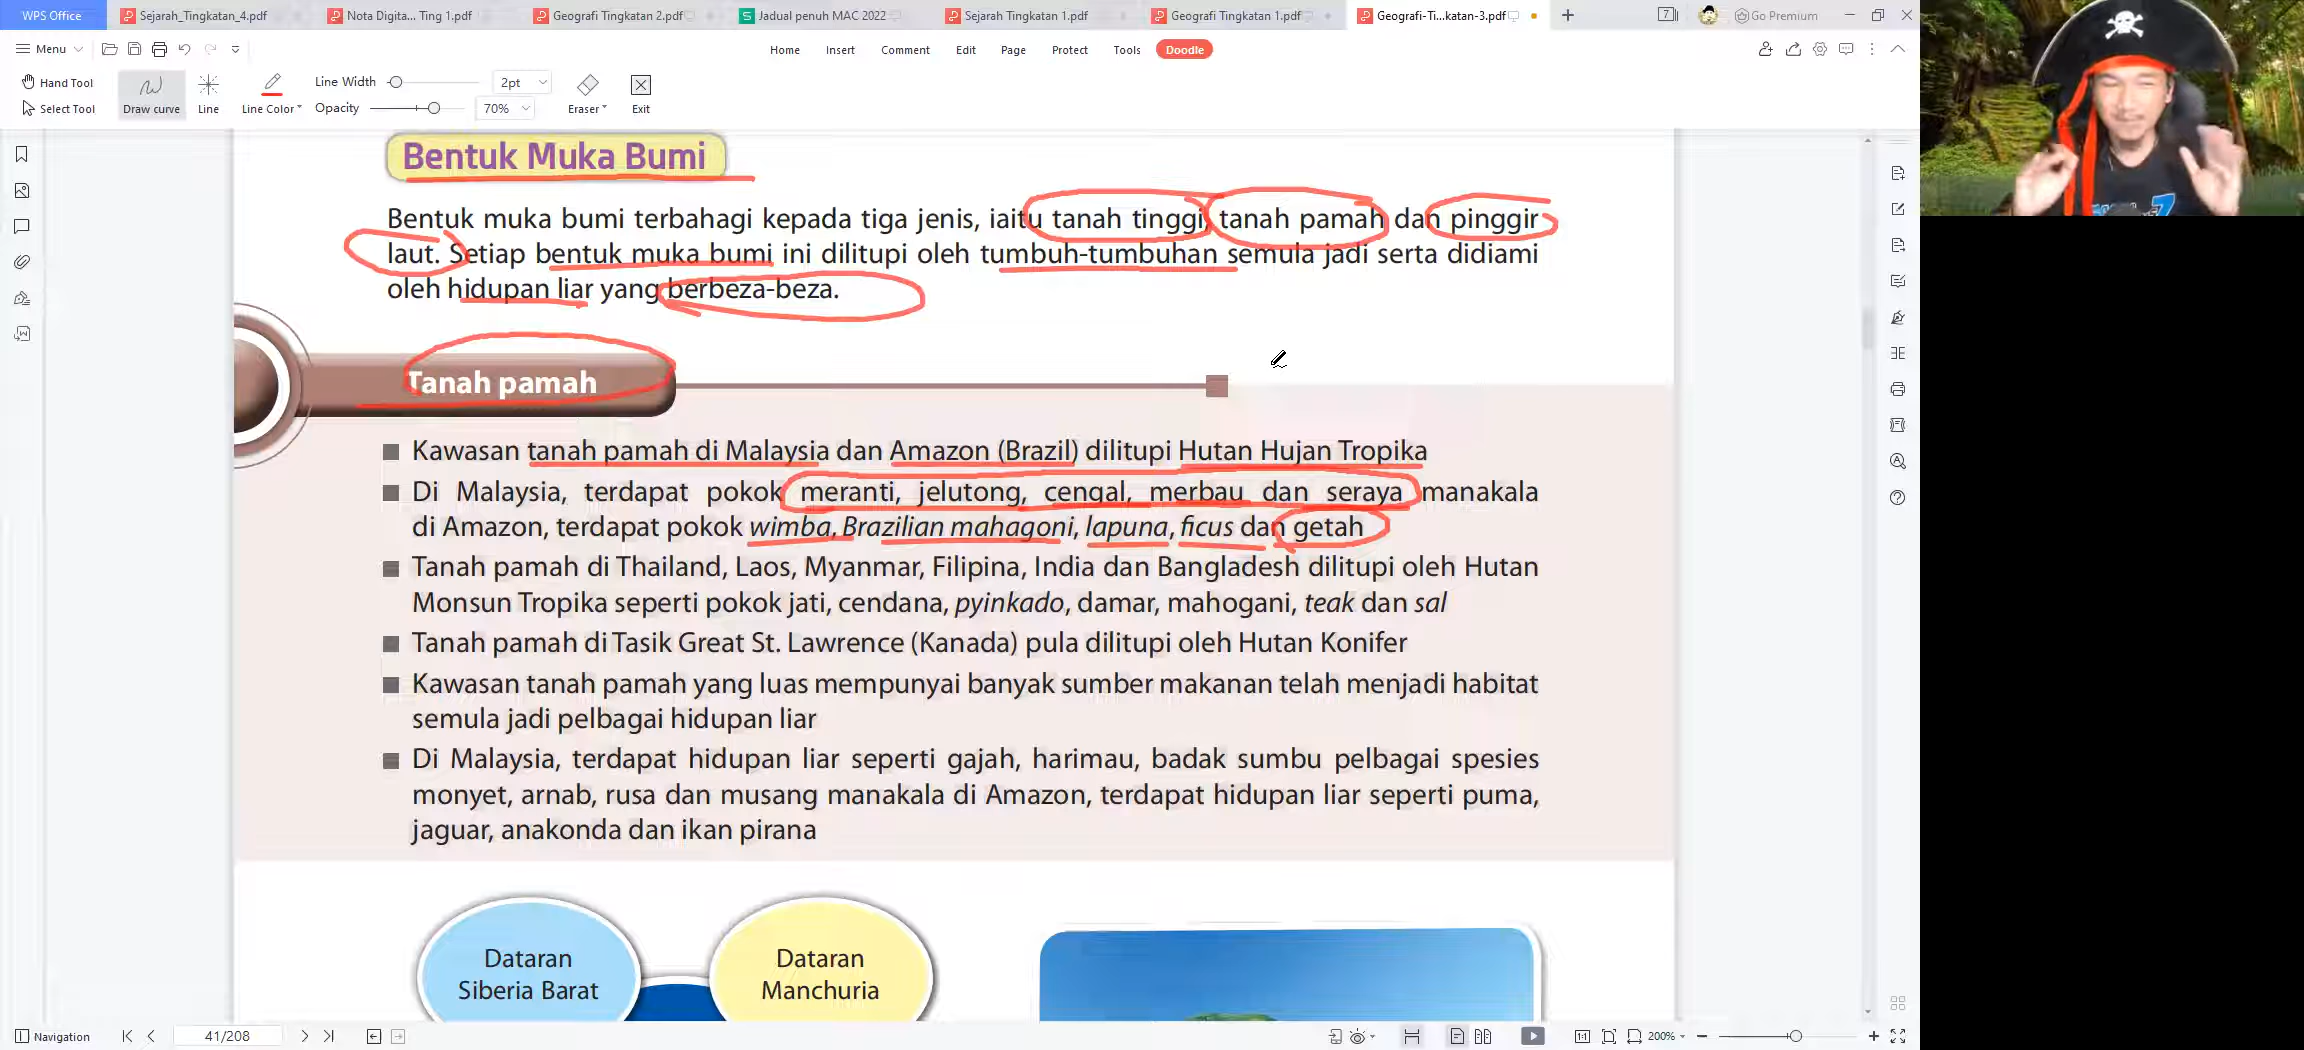 WPS Office
Sejarah_Tingkatan_4.pdf
Nota Digita... Ting 1.pdf
Geografi Tingkatan 2.pdf
Jadual penuh MAC 2022
Sejarah Tingkatan 1.pdf
Geografi Tingkatan 1.pdf
Geografi-Ti...katan-3.pdf
7
Go Premium
Menu
Home Insert Comment Edit Page Protect Tools Doodle
Hand Tool
Select Tool
Draw curve
Line
Line Color
Line Width 2pt
Opacity 70%
Eraser
Exit
Bentuk Muka Bumi
Bentuk muka bumi terbahagi kepada tiga jenis, iaitu tanah tinggi, tanah pamah dan pinggir
laut. Setiap bentuk muka bumi ini dilitupi oleh tumbuh-tumbuhan semula jadi serta didiami
oleh hidupan liar yang berbeza-beza.
Tanah pamah
Kawasan tanah pamah di Malaysia dan Amazon (Brazil) dilitupi Hutan Hujan Tropika
Di Malaysia, terdapat pokok meranti, jelutong, cengal, merbau dan seraya manakala
di Amazon, terdapat pokok wimba, Brazilian mahagoni, lapuna, ficus dan getah
Tanah pamah di Thailand, Laos, Myanmar, Filipina, India dan Bangladesh dilitupi oleh Hutan
Monsun Tropika seperti pokok jati, cendana, pyinkado, damar, mahogani, teak dan sal
Tanah pamah di Tasik Great St. Lawrence (Kanada) pula dilitupi oleh Hutan Konifer
Kawasan tanah pamah yang luas mempunyai banyak sumber makanan telah menjadi habitat
semula jadi pelbagai hidupan liar
Di Malaysia, terdapat hidupan liar seperti gajah, harimau, badak sumbu pelbagai spesies
monyet, arnab, rusa dan musang manakala di Amazon, terdapat hidupan liar seperti puma,
jaguar, anakonda dan ikan pirana
Dataran
Siberia Barat
Dataran
Manchuria
Navigation
41/208
1:1
200%